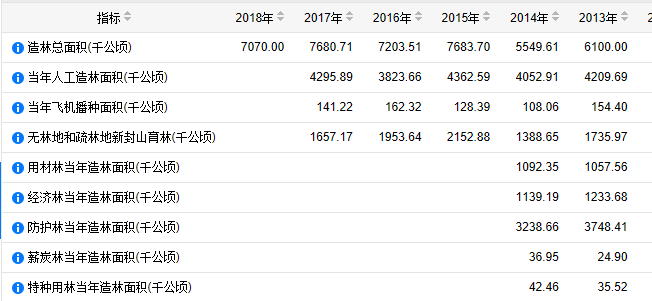 指标 2018年 2017年 2016年 2015年 2014年 2013年 2
造林总面积(千公顷) 7070.00 7680.71 7203.51 7683.70 5549.61 6100.00
当年人工造林面积(千公顷) 4295.89 3823.66 4362.59 4052.91 4209.69
当年飞机播种面积(千公顷) 141.22 162.32 128.39 108.06 154.40
无林地和疏林地新封山育林(千公顷) 1657.17 1953.64 2152.88 1388.65 1735.97
用材林当年造林面积(千公顷) 1092.35 1057.56
经济林当年造林面积(千公顷) 1139.19 1233.68
防护林当年造林面积(千公顷) 3238.66 3748.41
薪炭林当年造林面积(千公顷) 36.95 24.90
特种用林当年造林面积(千公顷) 42.46 35.52